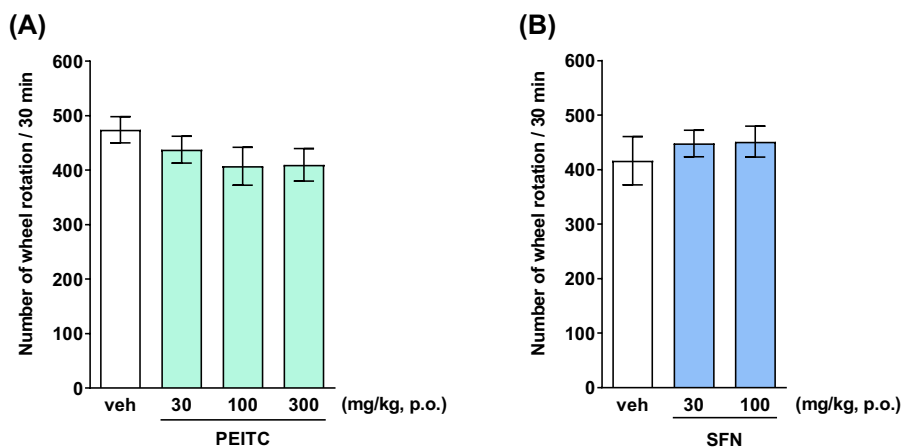 (A)
Number of wheel rotation / 30 min
600
500
400
300
200
100
0
veh 30 100 300 (mg/kg, p.o.)
PEITC
(B)
Number of wheel rotation / 30 min
600
500
400
300
200
100
0
veh 30 100 (mg/kg, p.o.)
SFN